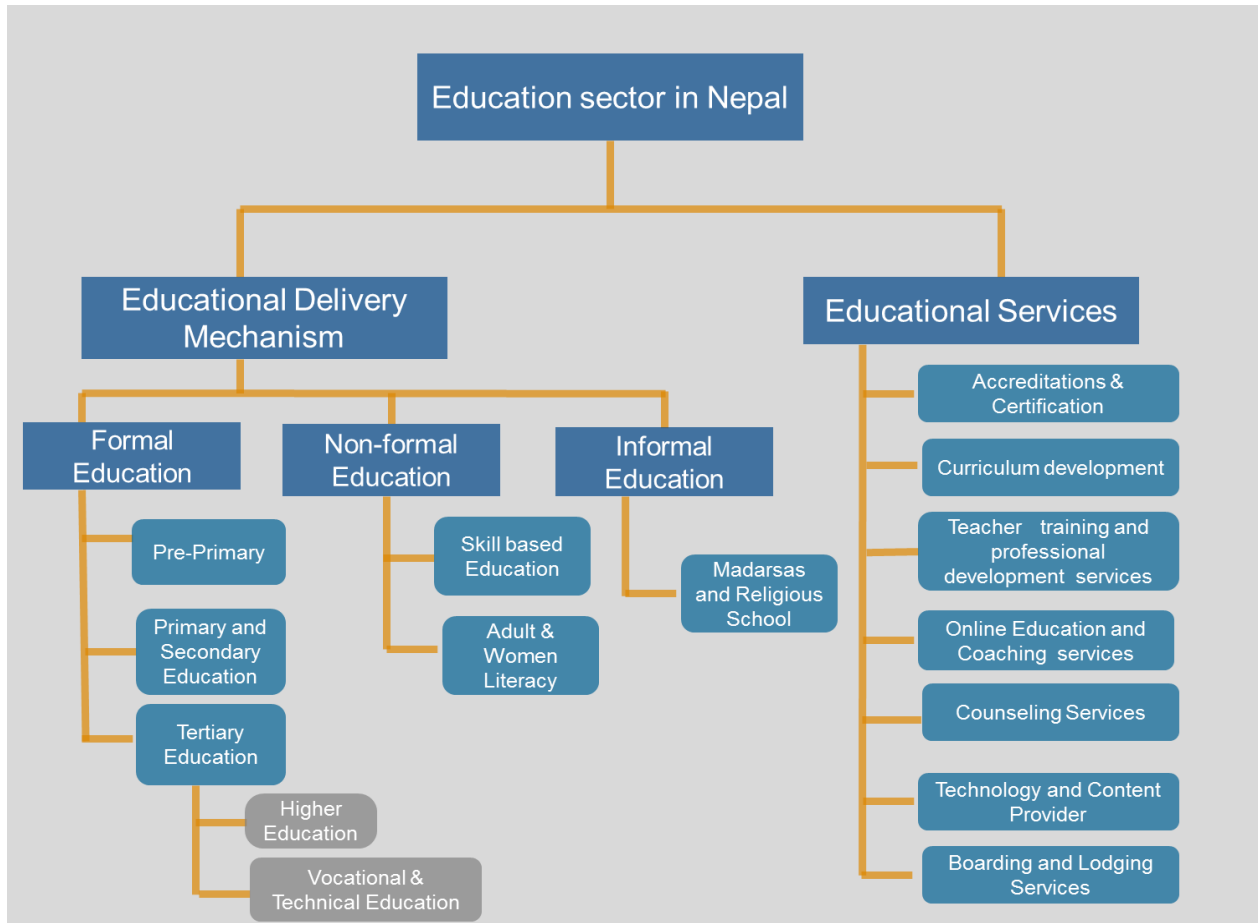 Education sector in Nepal
Educational Delivery
Mechanism
Educational Services
Formal
Education
Non-formal
Education
Informal
Education
Pre-Primary
Primary and
Secondary
Education
Tertiary
Education
Higher
Education
Vocational &
Technical Education
Skill based
Education
Adult &
Women
Literacy
Madarsas
and Religious
School
Accreditations &
Certification
Curriculum development
Teacher training and
professional
development services
Online Education and
Coaching services
Counseling Services
Technology and Content
Provider
Boarding and Lodging
Services